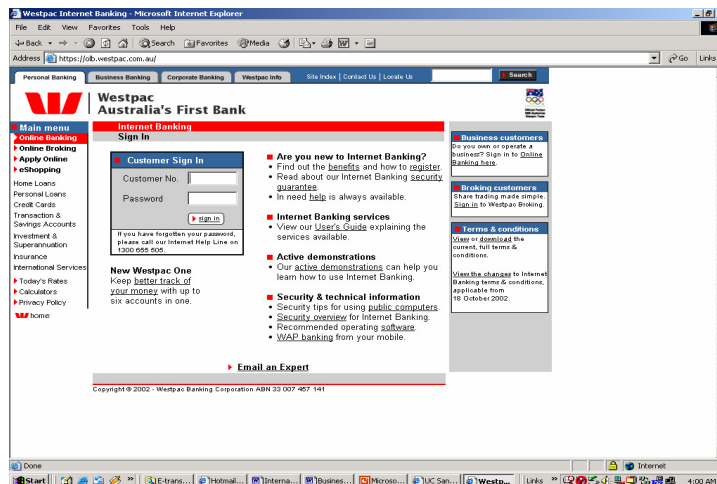 Westpac Internet Banking - Microsoft Internet Explorer
File Edit View Favorites Tools Help
Back Search Favorites Media
Address https://olb.westpac.com.au/ Go Links
Personal Banking Business Banking Corporate Banking Westpac Info Site Index | Contact Us | Locate Us Search
Westpac
Australia's First Bank
Main menu
Online Banking
Online Broking
Apply Online
eShopping
Home Loans
Personal Loans
Credit Cards
Transaction &
Savings Accounts
Investment &
Superannuation
Insurance
International Services
Today's Rates
Calculators
Privacy Policy
home
Internet Banking
Sign In
Customer Sign In
Customer No.
Password
sign in
If you have forgotten your password,
please call our Internet Help Line on
1300 655 505.
New Westpac One
Keep better track of
your money with up to
six accounts in one.
Are you new to Internet Banking?
• Find out the benefits and how to register.
• Read about our Internet Banking security
guarantee.
• In need help is always available.
Internet Banking services
• View our User's Guide explaining the
services available.
Active demonstrations
• Our active demonstrations can help you
learn how to use Internet Banking.
Security & technical information
• Security tips for using public computers.
• Security overview for Internet Banking.
• Recommended operating software.
• WAP banking from your mobile.
Email an Expert
Business customers
Do you own or operate a
business? Sign in to Online
Banking here.
Broking customers
Share trading made simple.
Sign in to Westpac Broking.
Terms & conditions
View or download the
current, full terms &
conditions.
View the changes to Internet
Banking terms & conditions,
applicable from
18 October 2002.
Copyright © 2002 - Westpac Banking Corporation ABN 33 007 457 141
Done Internet
Start E-trans... Hotmail... Interna... Busines... Microso... UC San... Westp... Links 4:00 AM